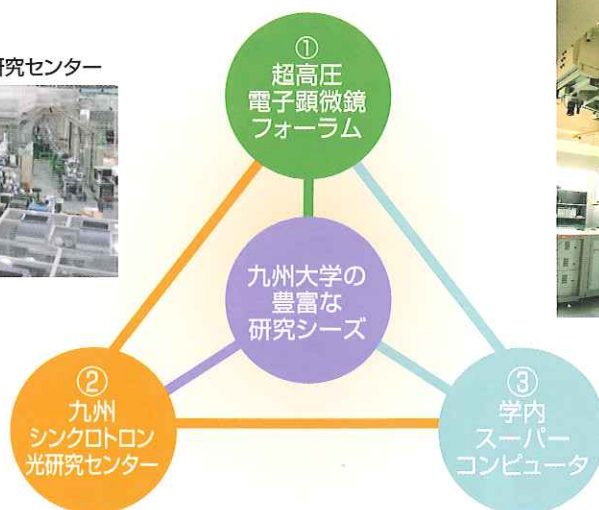 研究センター
①
超高圧
電子顕微鏡
フォーラム
九州大学の
豊富な
研究シーズ
②
九州
シンクロトロン
光研究センター
③
学内
スーパー
コンピュータ